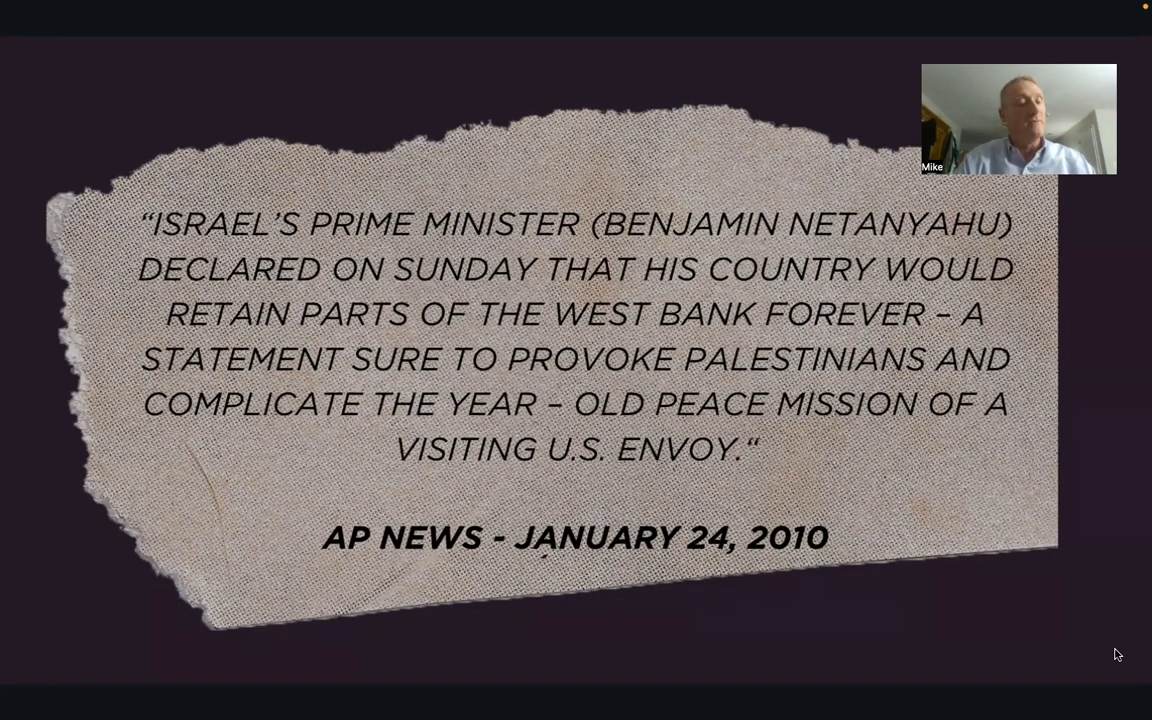 “ISRAEL’S PRIME MINISTER (BENJAMIN NETANYAHU)
DECLARED ON SUNDAY THAT HIS COUNTRY WOULD
RETAIN PARTS OF THE WEST BANK FOREVER – A
STATEMENT SURE TO PROVOKE PALESTINIANS AND
COMPLICATE THE YEAR – OLD PEACE MISSION OF A
VISITING U.S. ENVOY.“
AP NEWS - JANUARY 24, 2010
Mike